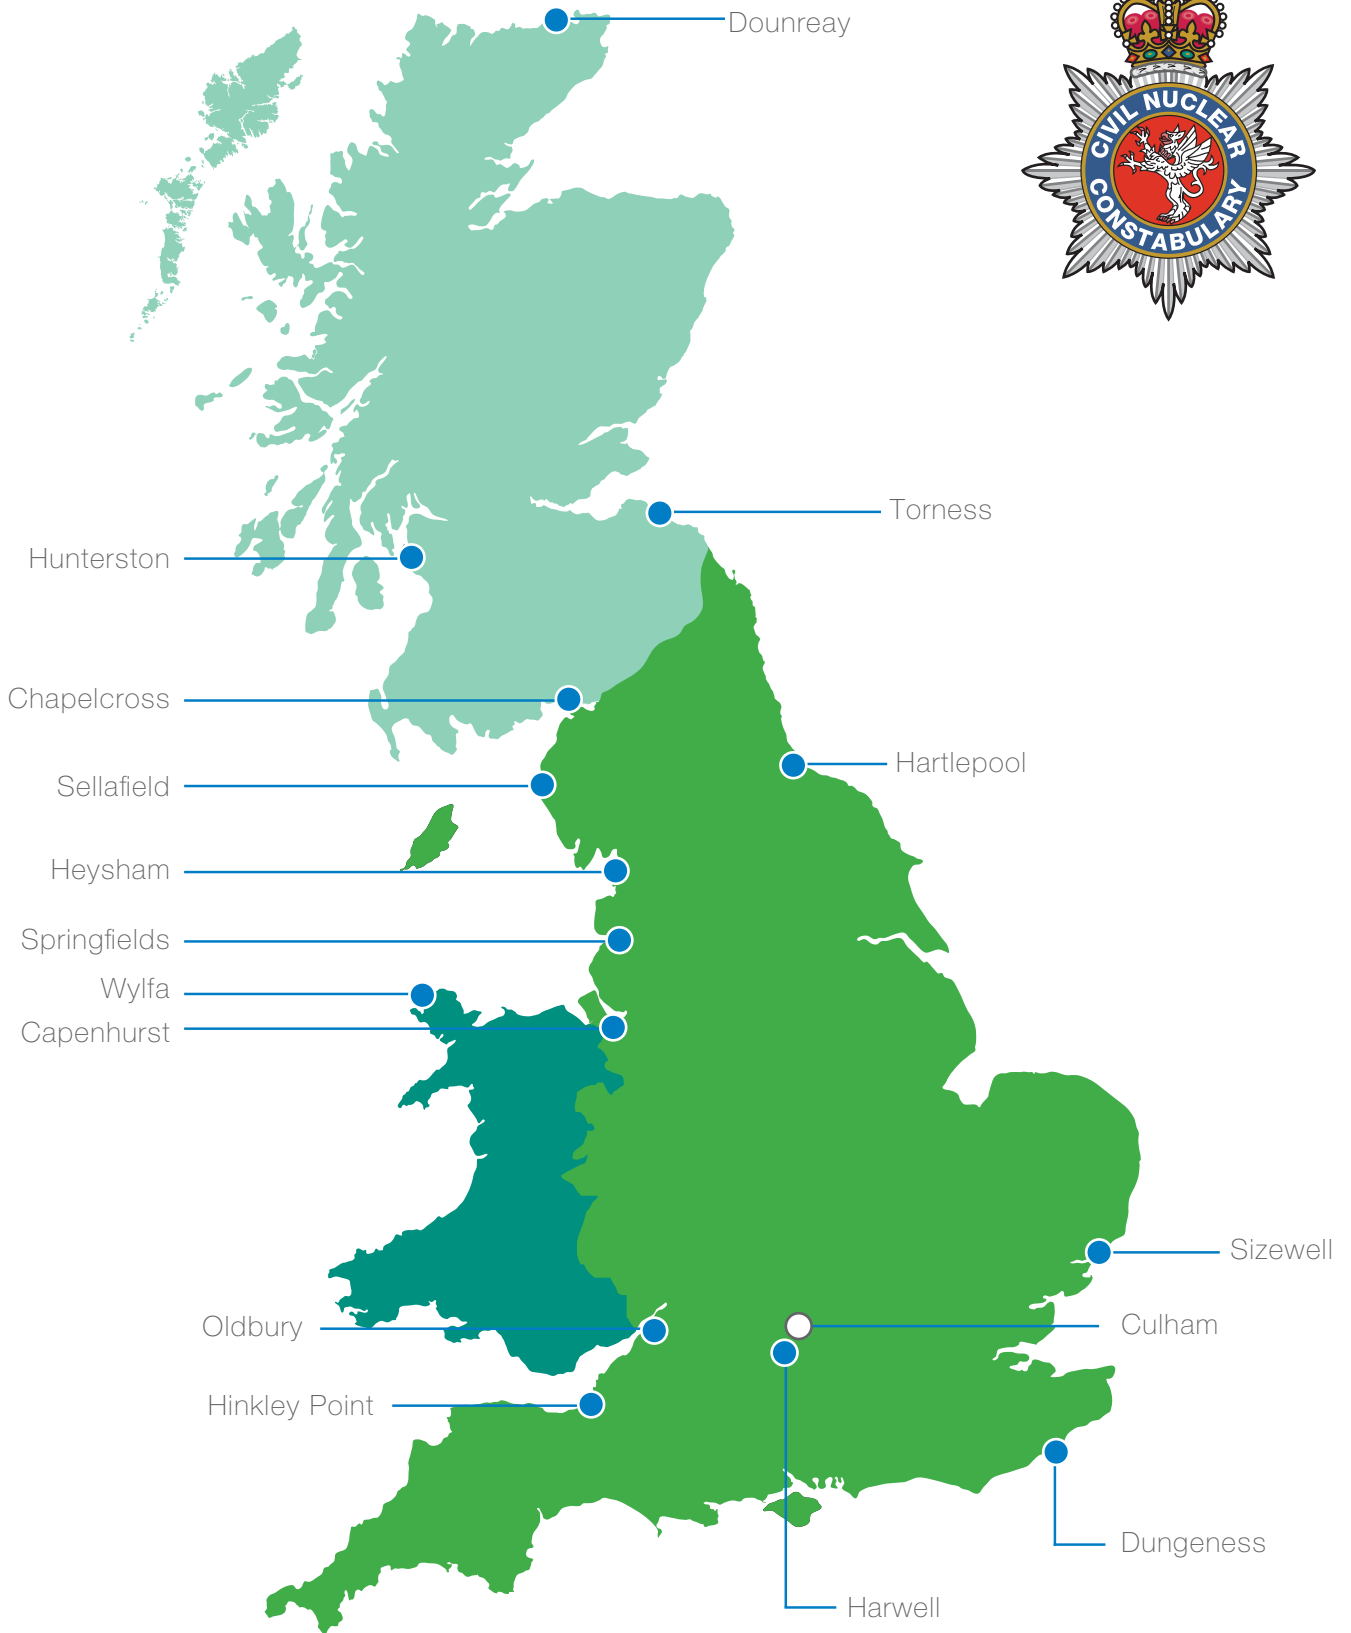 Dounreay
CIVIL NUCLEAR
CONSTABULARY
Torness
Hunterston
Chapelcross
Hartlepool
Sellafield
Heysham
Springfields
Wylfa
Capenhurst
Sizewell
Culham
Oldbury
Hinkley Point
Dungeness
Harwell